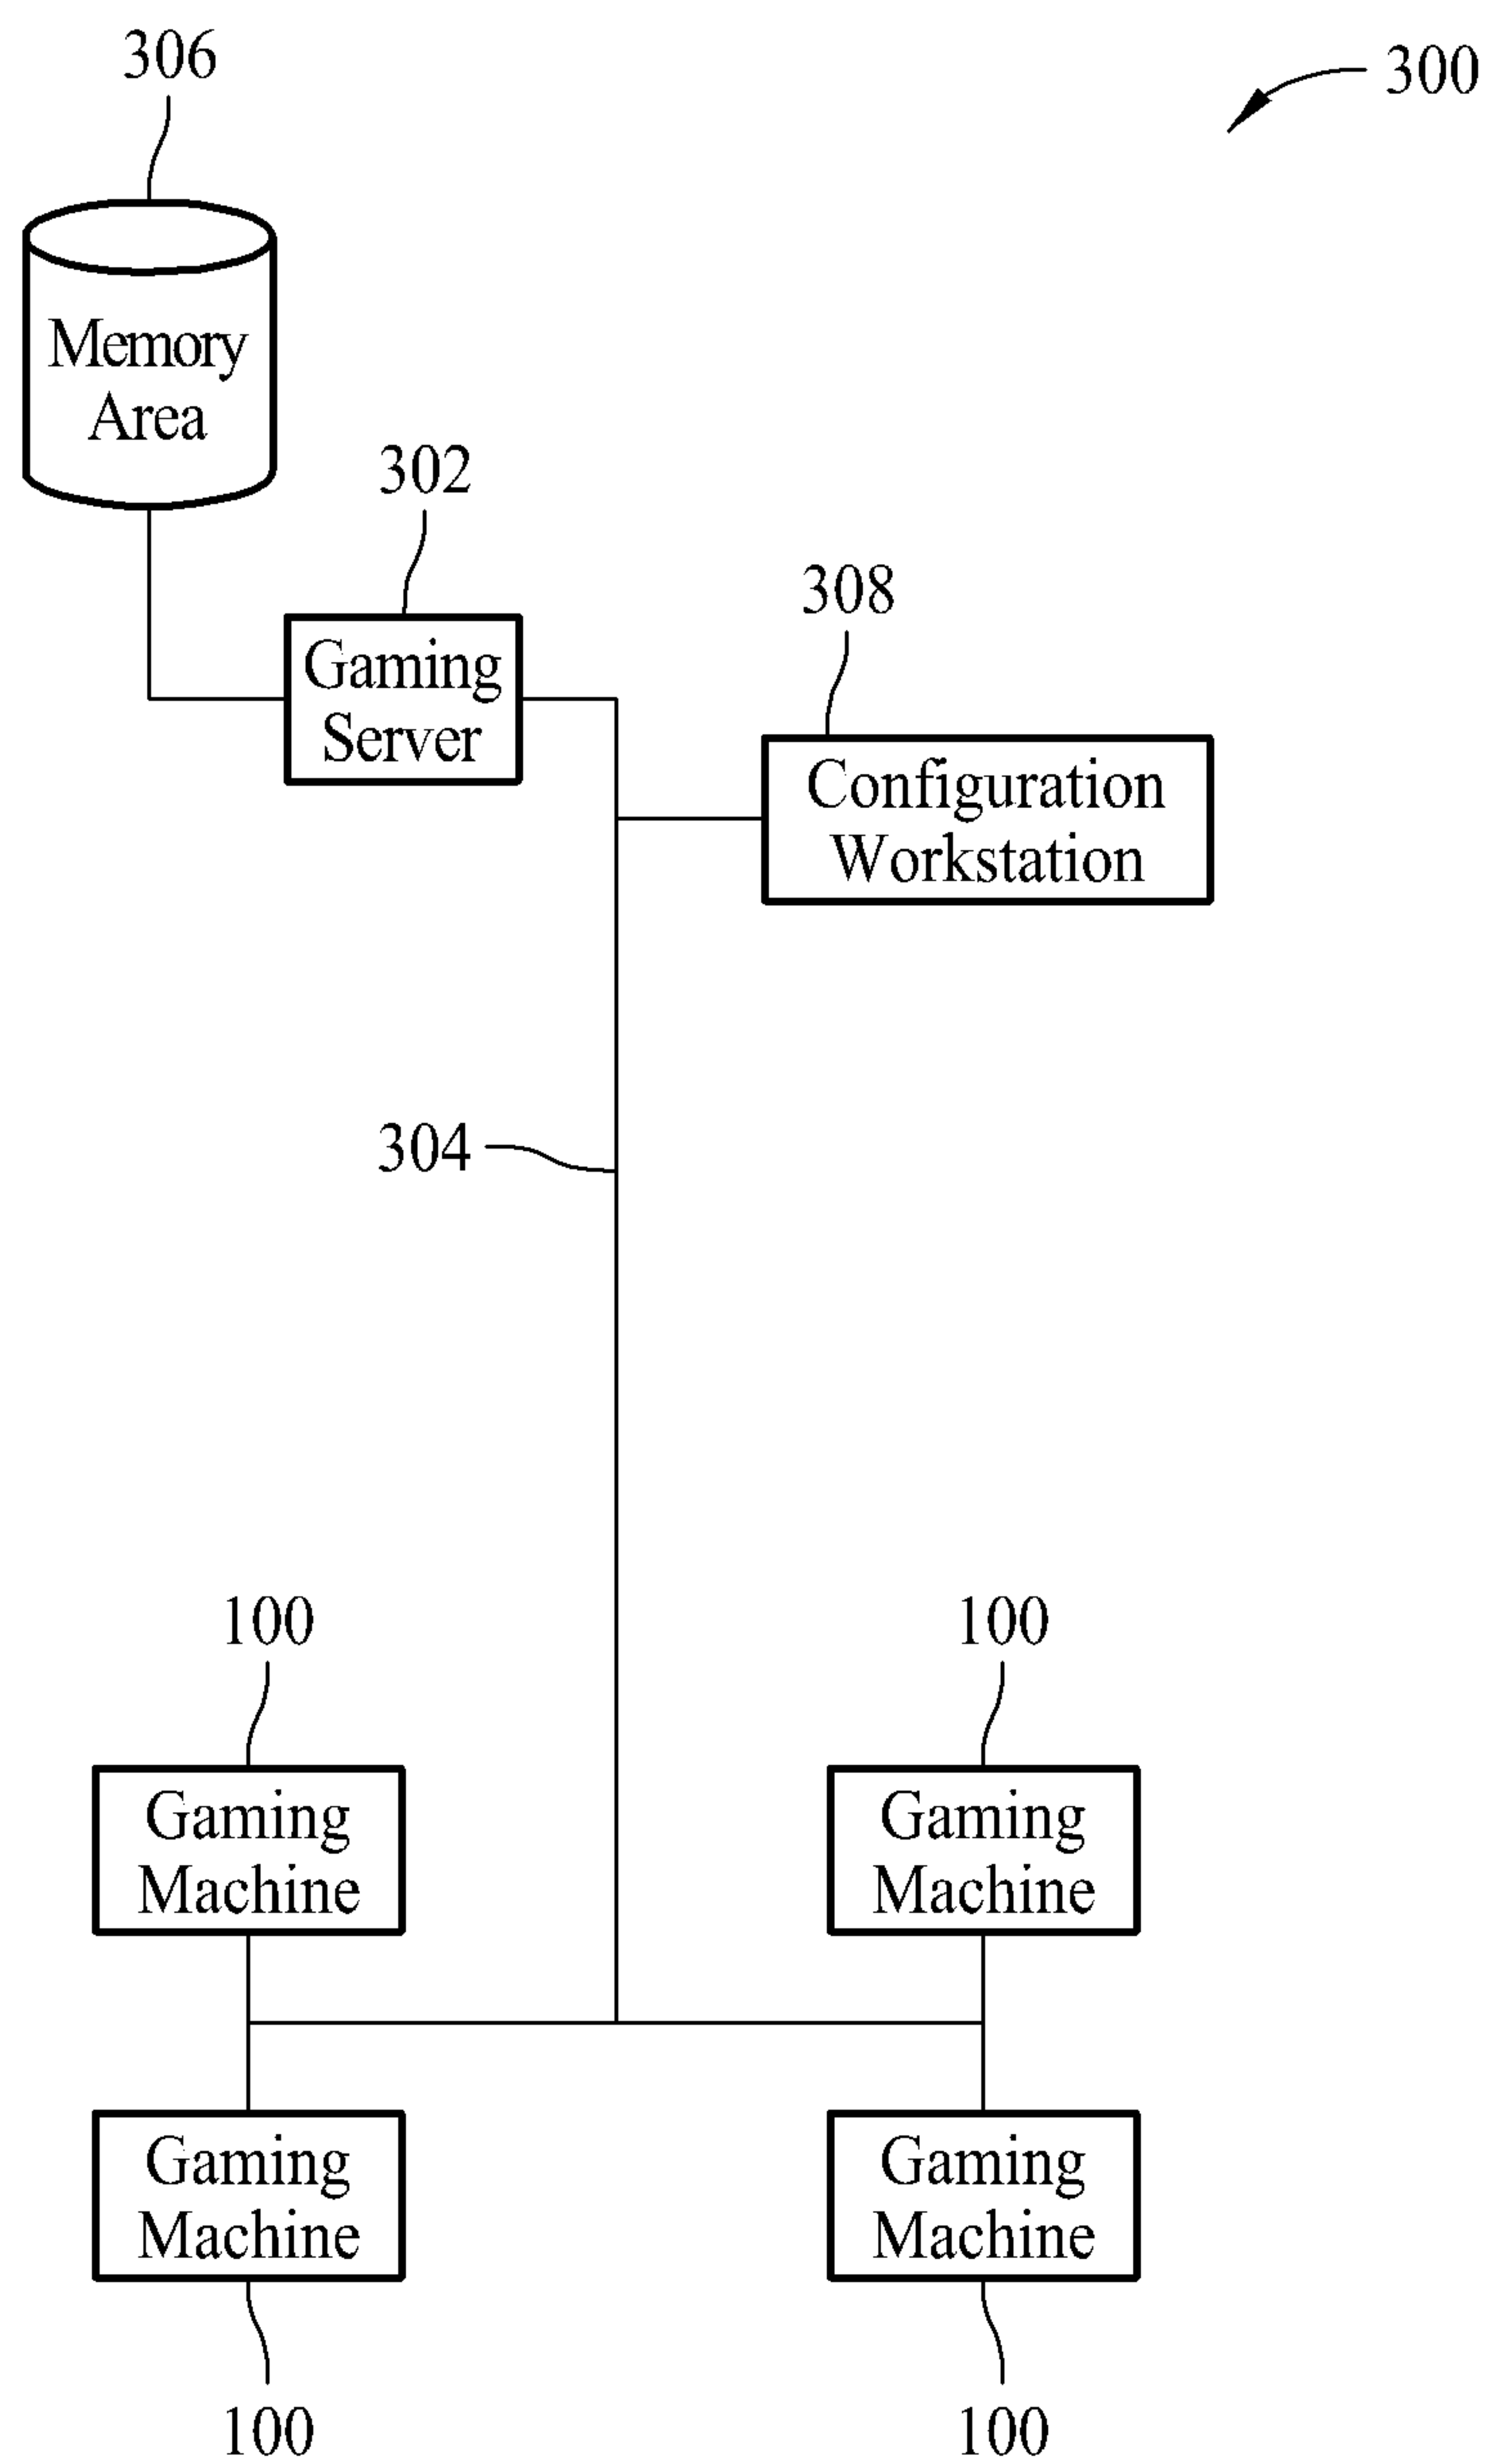 306
300
Memory
Area
302
Gaming
Server
308
Configuration
Workstation
304
100
100
Gaming
Machine
Gaming
Machine
Gaming
Machine
Gaming
Machine
100
100